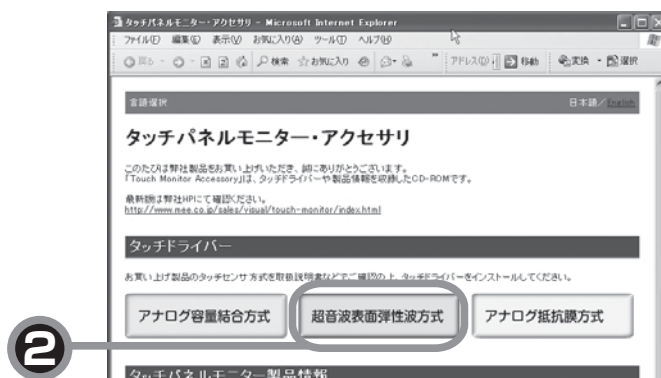 タッチパネルモニター・アクセサリ - Microsoft Internet Explorer
ファイル(F) 編集(E) 表示(V) お気に入り(A) ツール(T) ヘルプ(H)
戻る 検索 お気に入り アドレス(D) 移動 変換 選択
言語選択 日本語/English
タッチパネルモニター・アクセサリ
このたびは弊社製品をお買い上げいただき、誠にありがとうございます。
「Touch Monitor Accessory」は、タッチドライバーや製品情報を収録したCD-ROMです。
最新版は弊社HPにて確認ください。
http://www.mee.co.jp/sales/visual/touch-monitor/index.html
タッチドライバー
お買い上げ製品のタッチセンサ方式を取扱説明書などでご確認の上、タッチドライバーをインストールしてください。
アナログ容量結合方式 超音波表面弾性波方式 アナログ抵抗膜方式
2
タッチパネルモニター製品情報